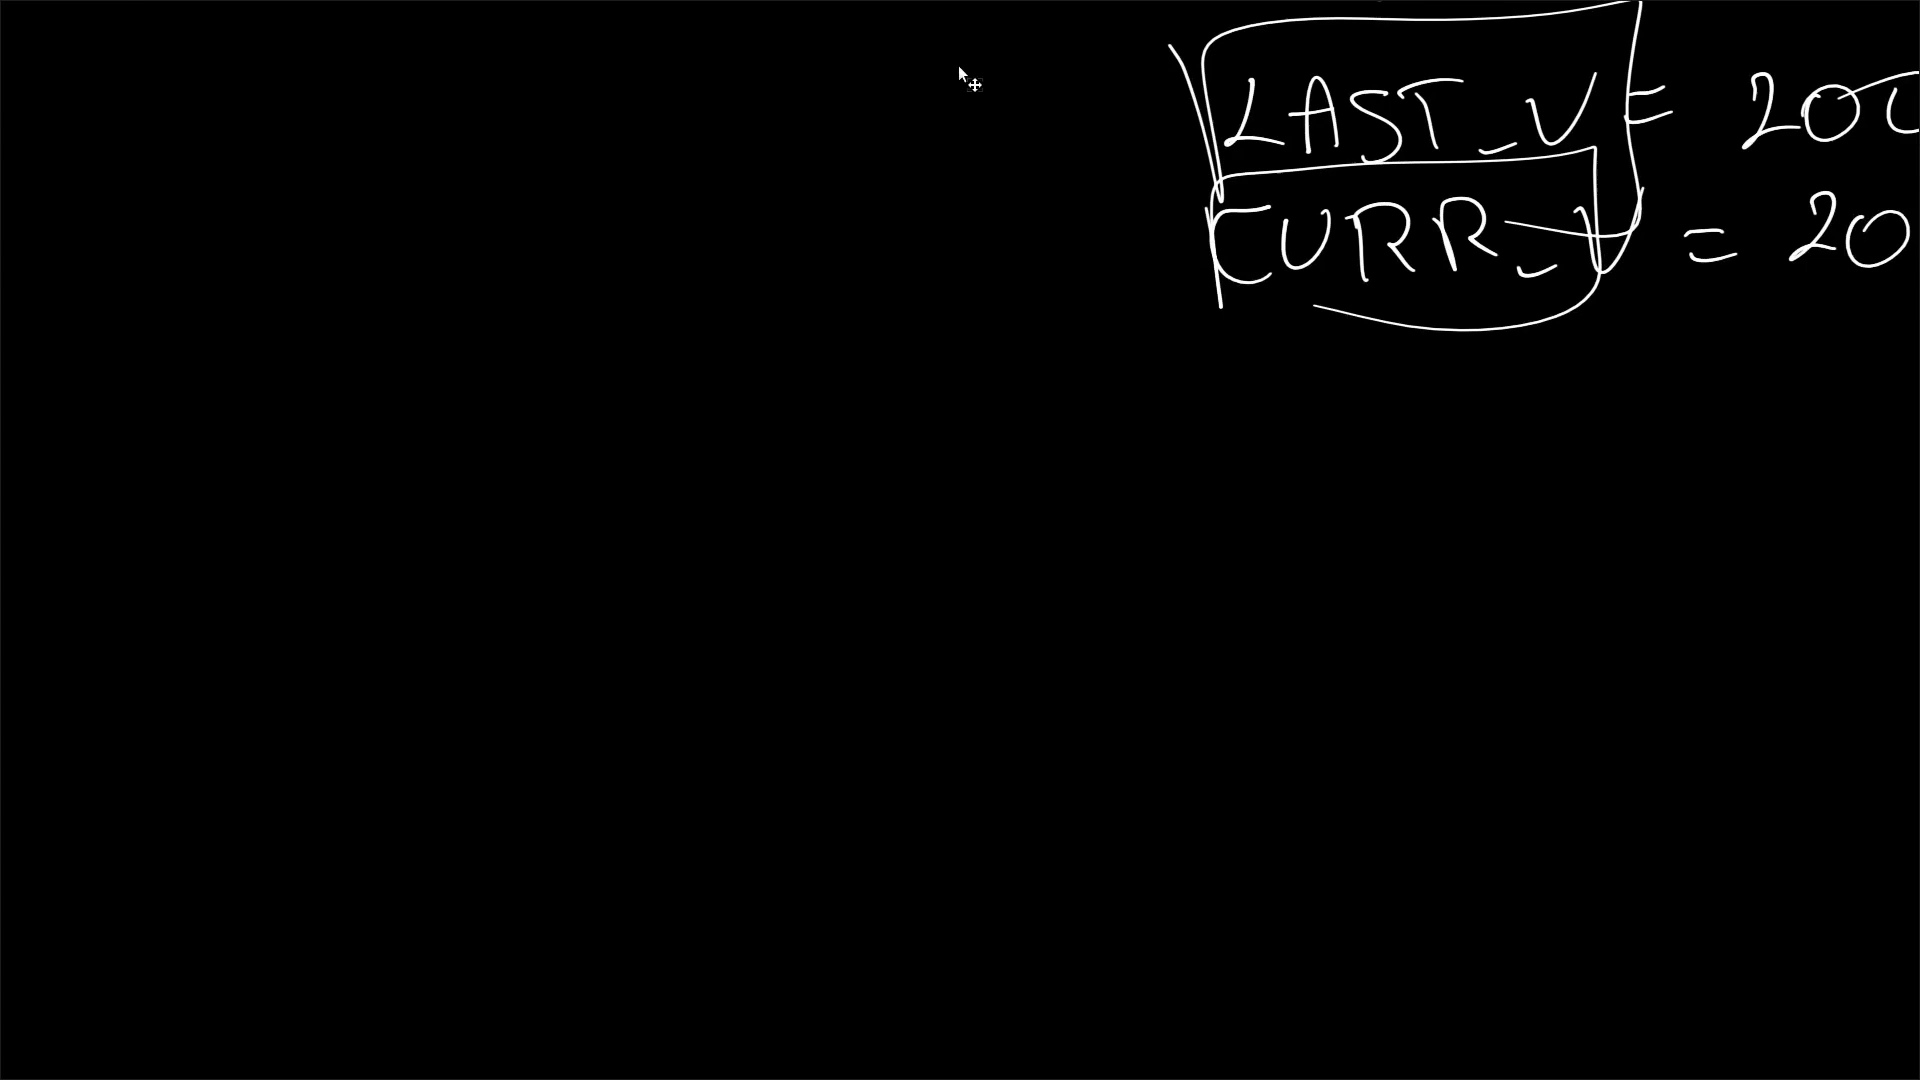 LAST_V = 200
CURR_V = 20